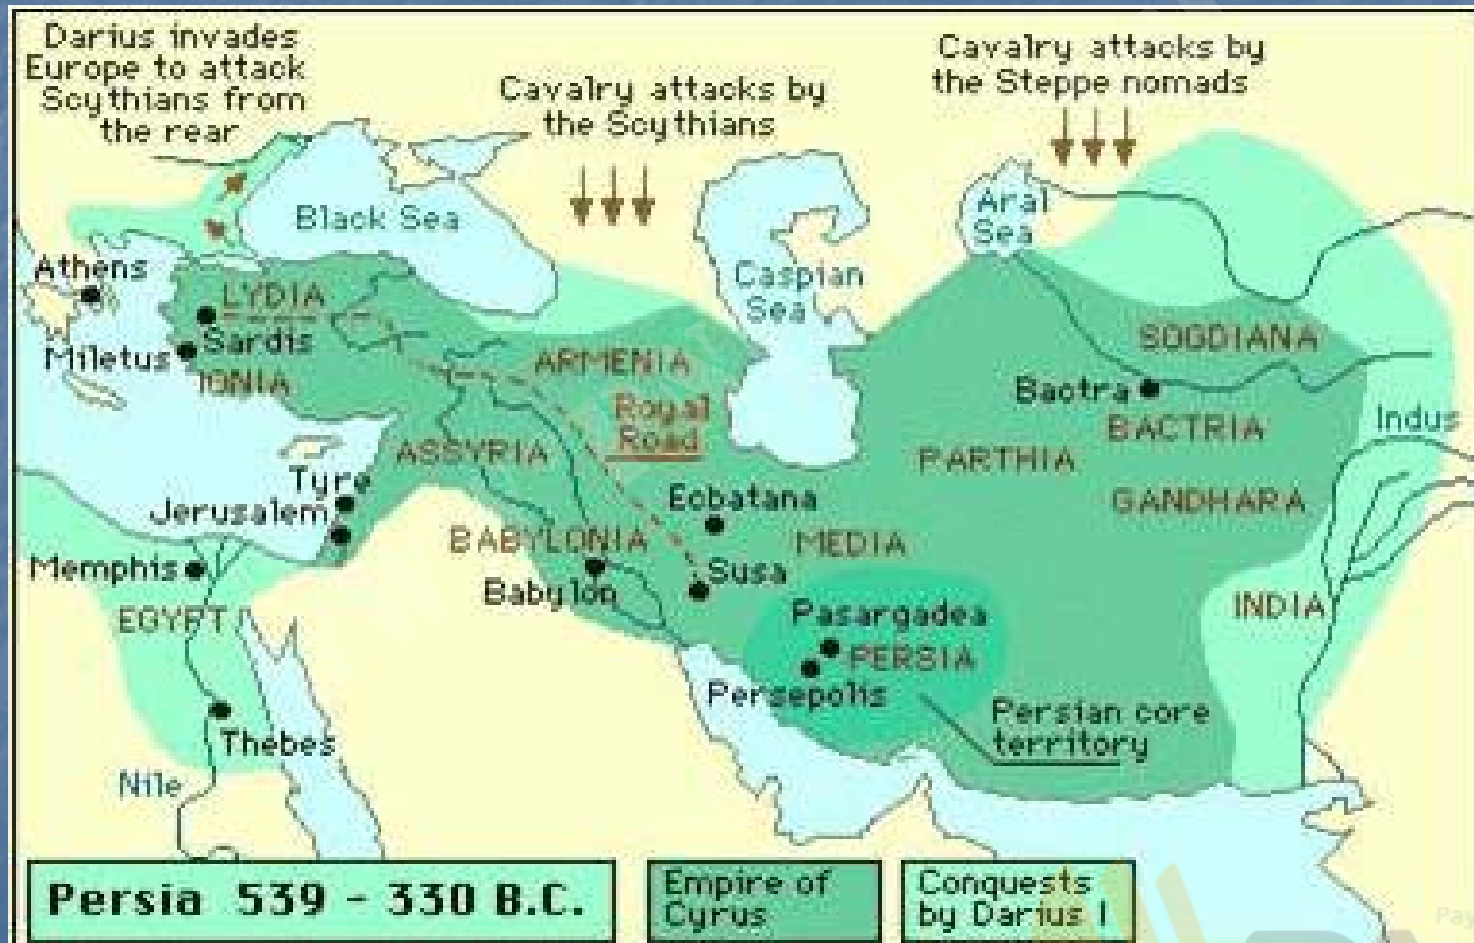 Darius invades
Europe to attack
Scythians from
the rear
Cavalry attacks by
the Scythians
Cavalry attacks by
the Steppe nomads
Black Sea
Aral
Sea
Caspian
Sea
Athens
LYDIA
Sardis
Miletus
IONIA
ARMENIA
Royal
Road
SOGDIANA
Bactra
BACTRIA
Indus
ASSYRIA
PARTHIA
Tyre
Jerusalem
Ecbatana
GANDHARA
BABYLONIA
MEDIA
Memphis
Babylon
Susa
EGYPT
Pasargadea
INDIA
PERSIA
Persepolis
Persian core
territory
Thebes
Nile
Persia 539 - 330 B.C.
Empire of
Cyrus
Conquests
by Darius I